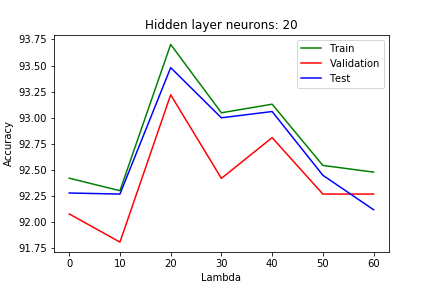 Hidden layer neurons: 20
93.75
93.50
93.25
93.00
92.75
92.50
92.25
92.00
91.75
Accuracy
Train
Validation
Test
0 10 20 30 40 50 60
Lambda